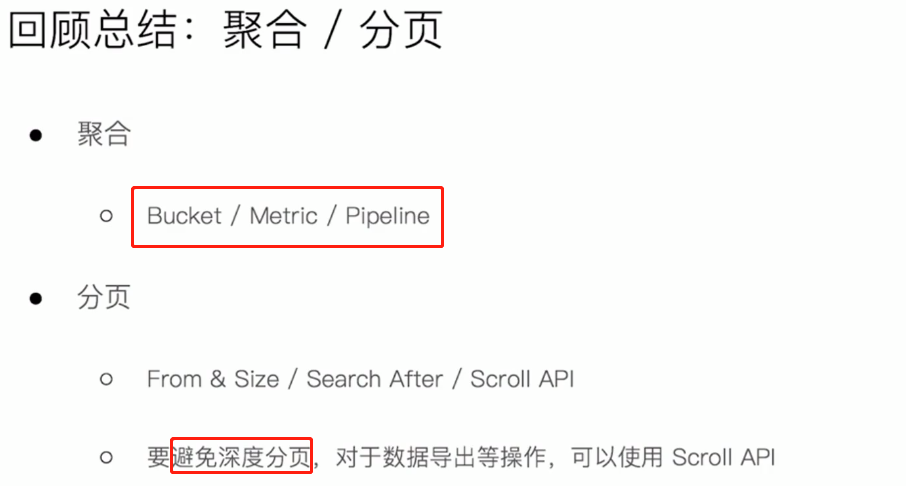 回顾总结：聚合 / 分页
聚合
Bucket / Metric / Pipeline
分页
From & Size / Search After / Scroll API
要避免深度分页，对于数据导出等操作，可以使用 Scroll API